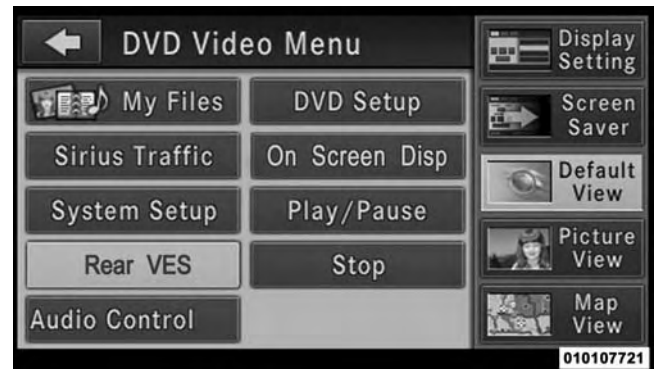 DVD Video Menu
My Files
DVD Setup
Sirius Traffic
On Screen Disp
System Setup
Play/Pause
Rear VES
Stop
Audio Control
Display
Setting
Screen
Saver
Default
View
Picture
View
Map
View
010107721